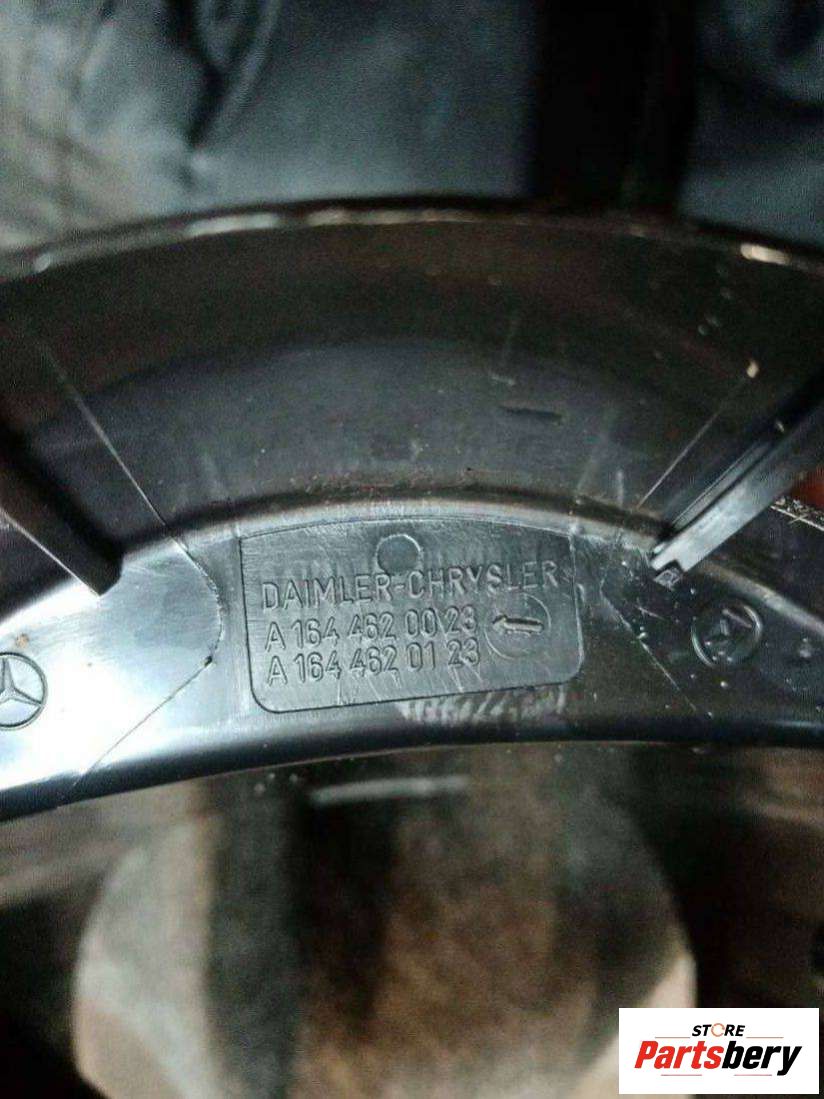 DAIMLER-CHRYSLER
A 164 462 00 23
A 164 462 01 23
STORE
Partsbery